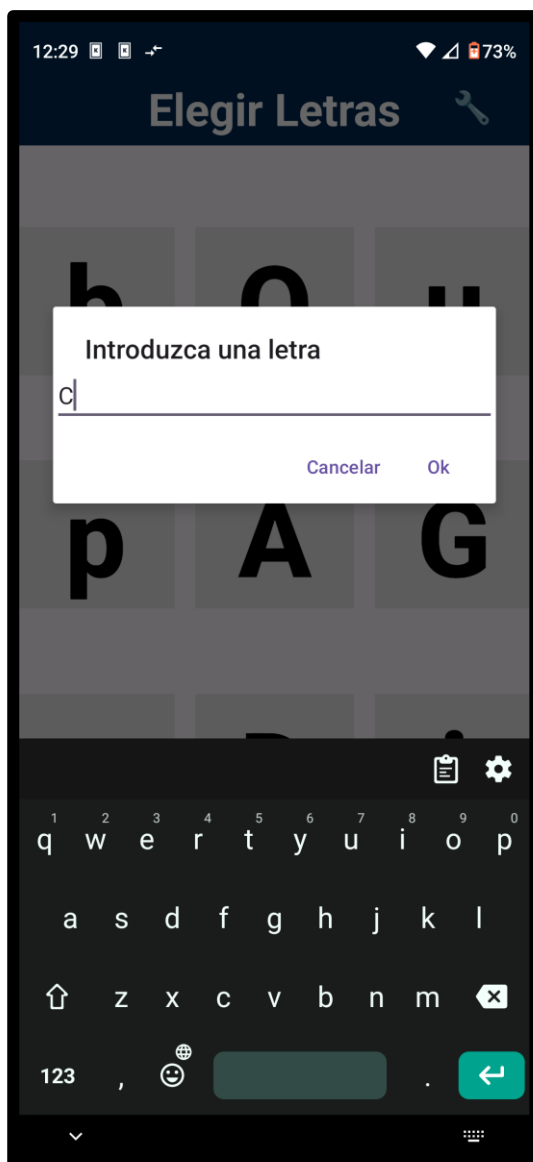 12:29 73%
Elegir Letras
b O u
Introduzca una letra
C
Cancelar Ok
p A G
1 2 3 4 5 6 7 8 9 0
q w e r t y u i o p
a s d f g h j k l
z x c v b n m
123 , .